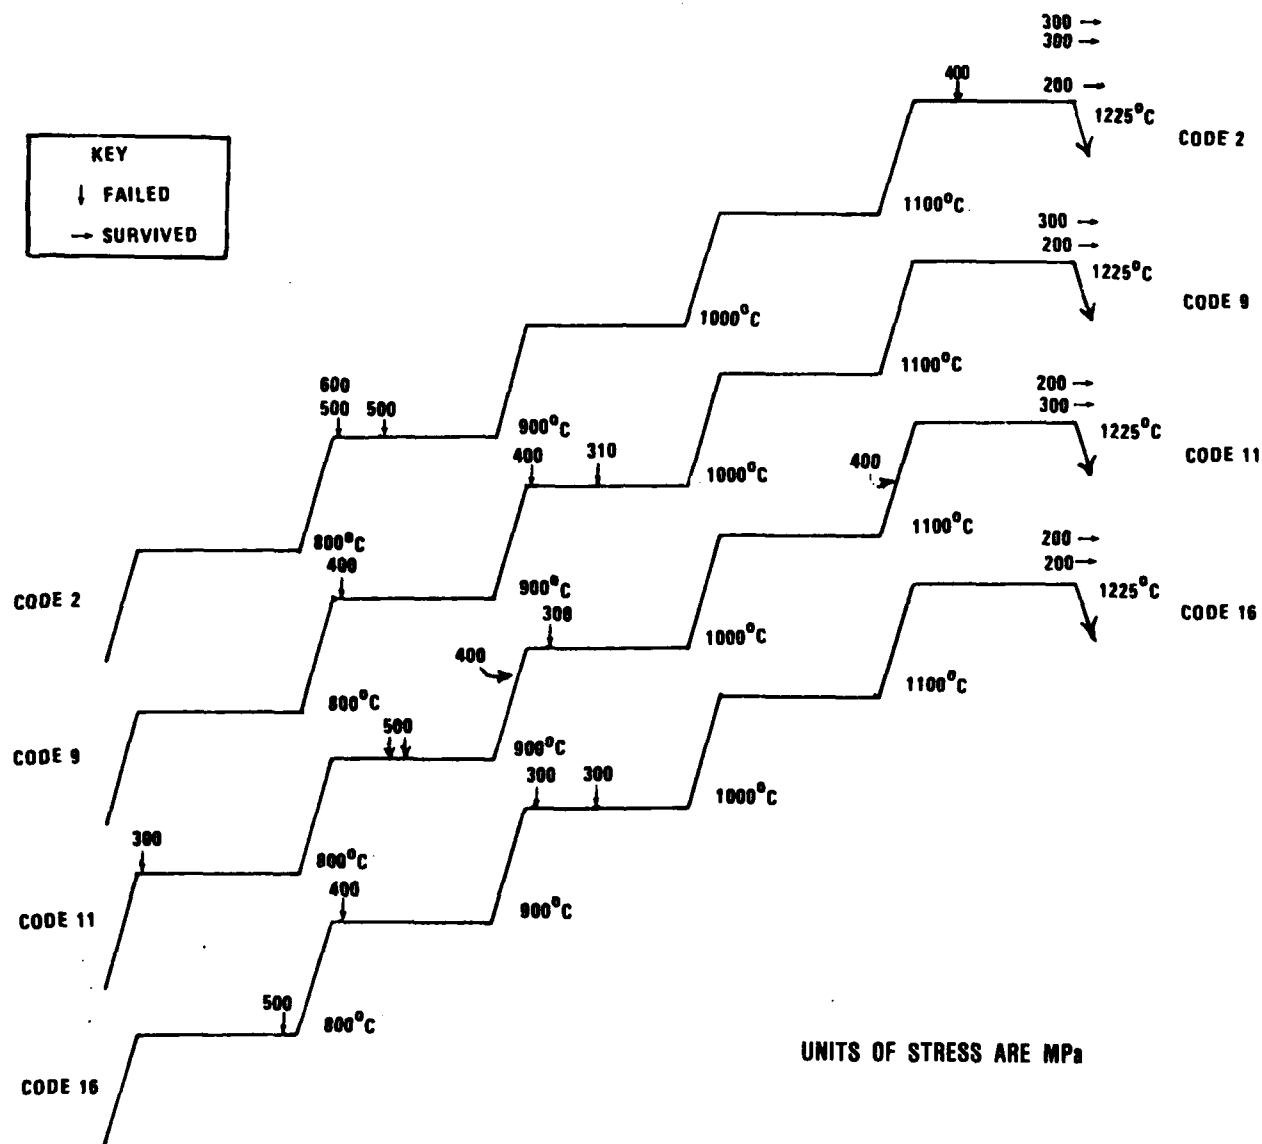 300 →
300 →
400
200 →
1225°C
CODE 2
KEY
↓ FAILED
→ SURVIVED
1100°C
300 →
200 →
1225°C
CODE 9
1000°C
1100°C
600
500 500
200 →
300 →
900°C
1225°C
CODE 11
400 310
400
1000°C
1100°C
800°C
200 →
400
200 →
900°C
1225°C
CODE 2
CODE 16
300
1000°C
400
1100°C
800°C
500
CODE 9
900°C
300 300
1000°C
300
800°C
400
900°C
CODE 11
500
800°C
UNITS OF STRESS ARE MPa
CODE 16